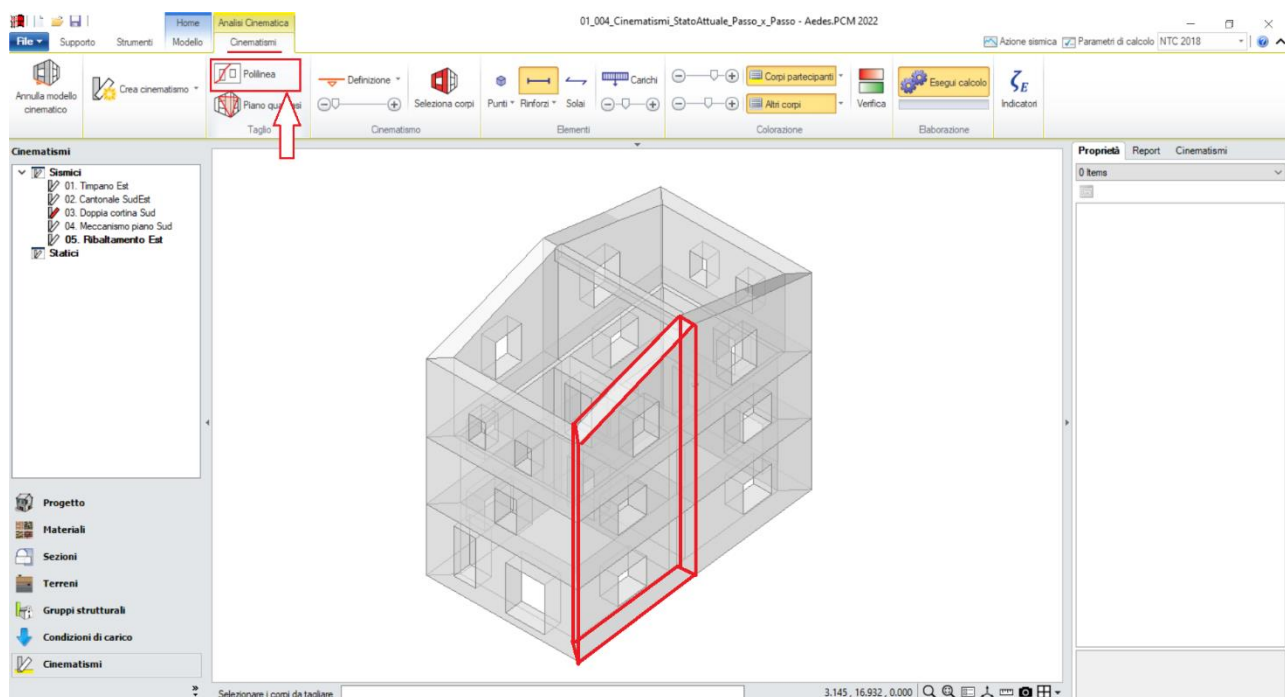 Home
Analisi Cinematica
01_004_Cinematismi_StatoAttuale_Passo_x_Passo - Aedes.PCM 2022
File
Supporto
Strumenti
Modello
Cinematismi
Azione sismica
Parametri di calcolo
NTC 2018
Annulla modello
cinematico
Crea cinematismo
Polilinea
Taglio
Definizione
Cinematismo
Seleziona corpi
Punti
Rinforzi
Solai
Carichi
Elementi
Corpi partecipanti
Altri corpi
Verifica
Colorazione
Esegui calcolo
Elaborazione
Indicatori
Cinematismi
Sismici
01. Timpano Est
02. Cantonale SudEst
03. Doppia cortina Sud
04. Meccanismo piano Sud
05. Ribaltamento Est
Statici
Progetto
Materiali
Sezioni
Terreni
Gruppi strutturali
Condizioni di carico
Cinematismi
Proprietà
Report
Cinematismi
0 Items
Selezionare i corpi da tagliare
3.145 , 16.932 , 0.000